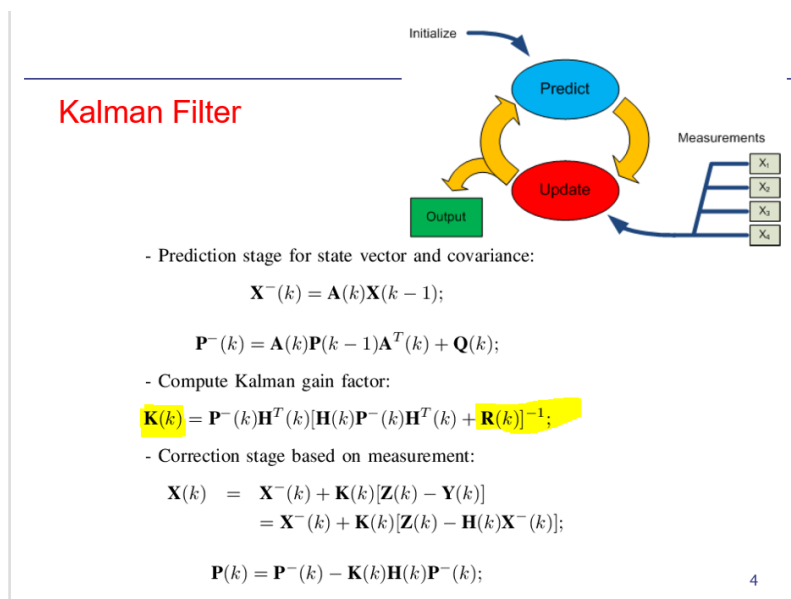 Initialize
Predict
Kalman Filter
Measurements
X₁
X₂
Update
X₃
Output
X₄
- Prediction stage for state vector and covariance:
X⁻(k) = A(k)X(k − 1);
P⁻(k) = A(k)P(k − 1)Aᵀ(k) + Q(k);
- Compute Kalman gain factor:
K(k) = P⁻(k)Hᵀ(k)[H(k)P⁻(k)Hᵀ(k) + R(k)]⁻¹;
- Correction stage based on measurement:
X(k) = X⁻(k) + K(k)[Z(k) − Y(k)]
= X⁻(k) + K(k)[Z(k) − H(k)X⁻(k)];
P(k) = P⁻(k) − K(k)H(k)P⁻(k);
4